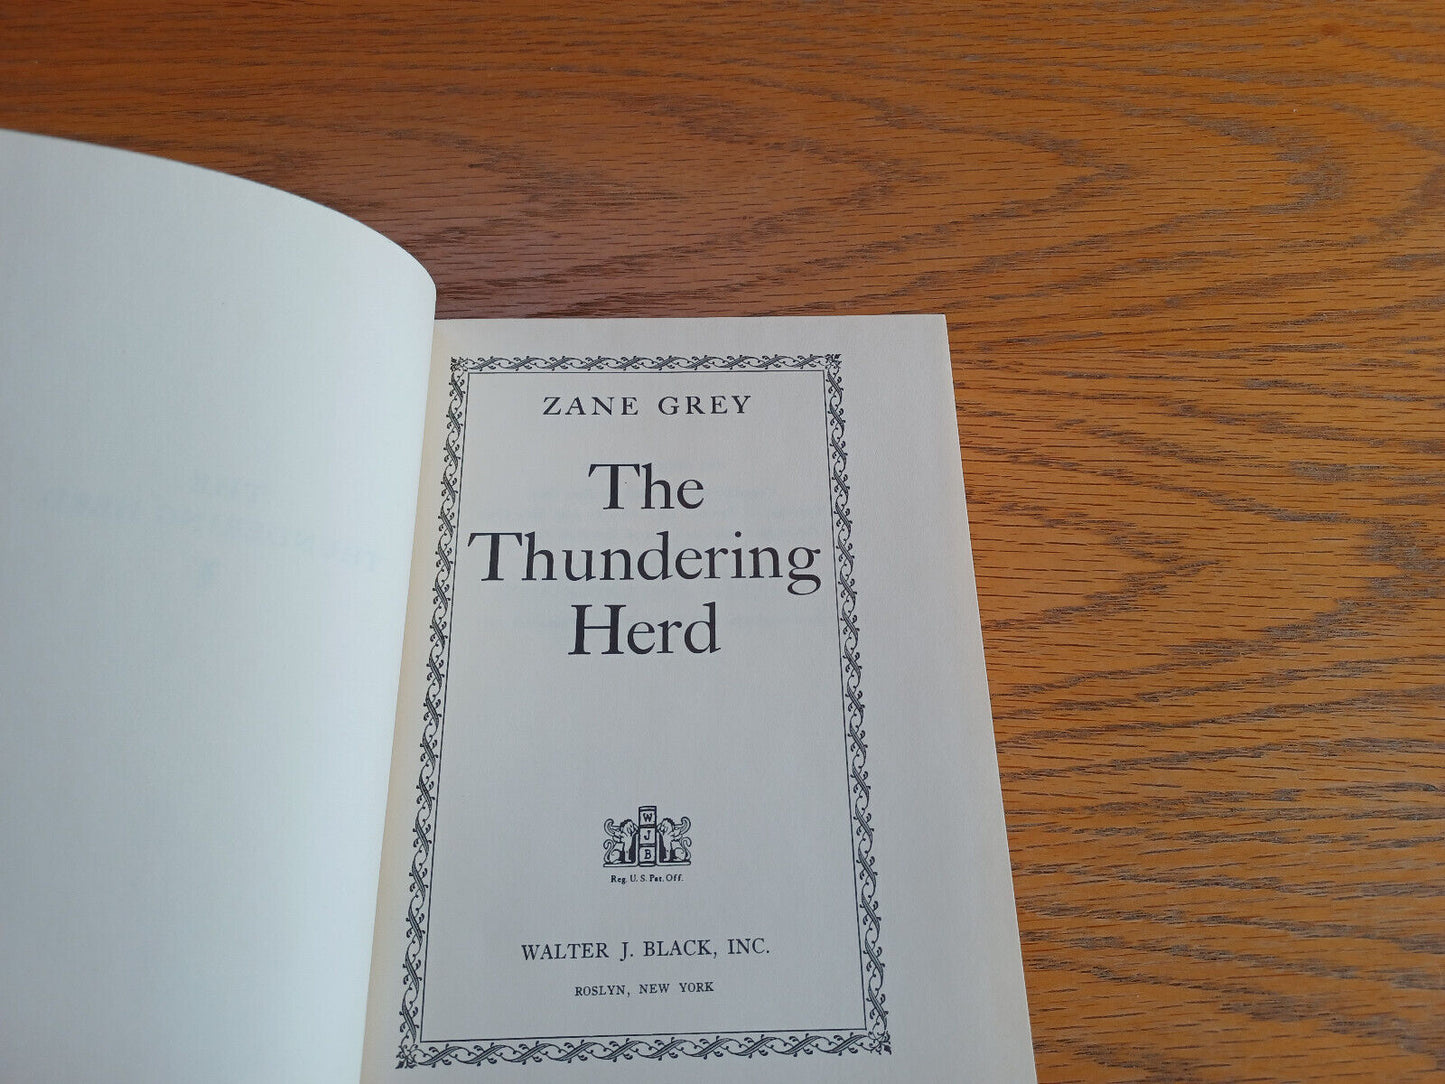 ZANE GREY
The
Thundering
Herd
W
J
B
Reg. U. S. Pat. Off.
WALTER J. BLACK, INC.
ROSLYN, NEW YORK